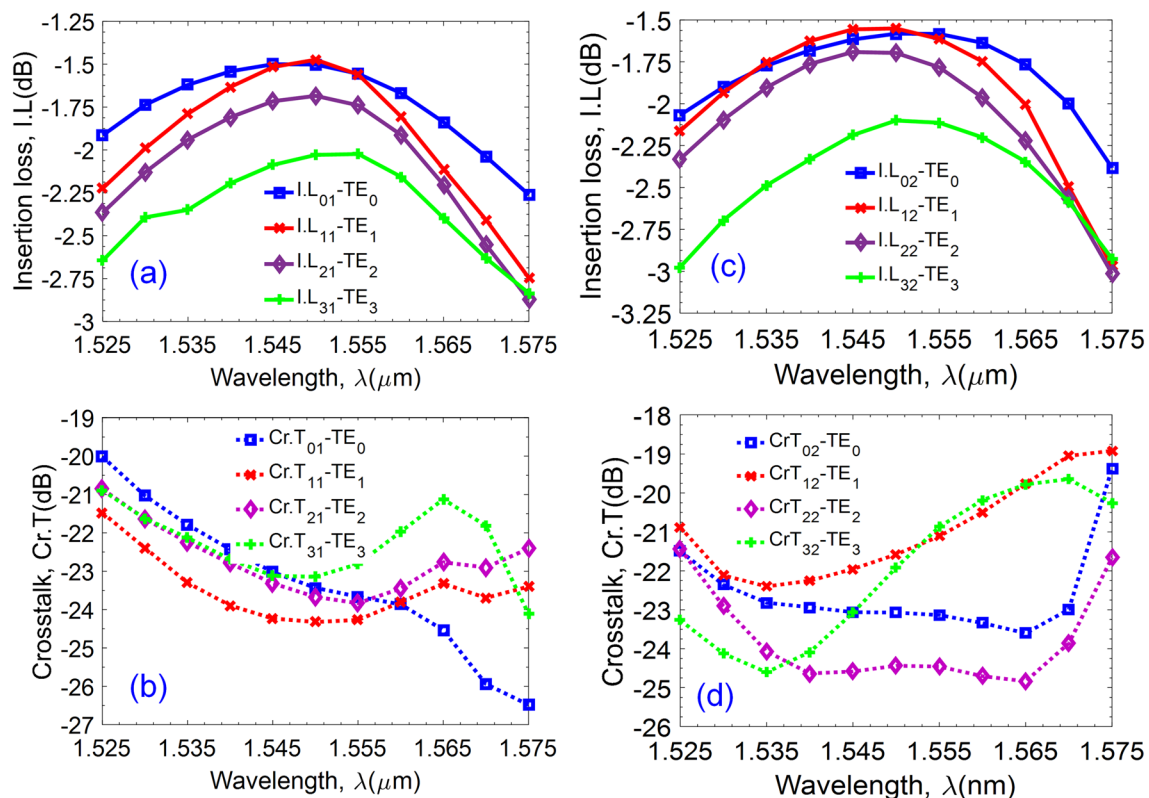 -1.25
-1.5
-1.75
-2
-2.25
-2.5
-2.75
-3
Insertion loss, I.L(dB)
I.L01-TE0
I.L11-TE1
I.L21-TE2
I.L31-TE3
(a)
1.525 1.535 1.545 1.555 1.565 1.575
Wavelength, λ(μm)
-1.5
-1.75
-2
-2.25
-2.5
-2.75
-3
-3.25
Insertion loss, I.L(dB)
I.L02-TE0
I.L12-TE1
I.L22-TE2
I.L32-TE3
(c)
1.525 1.535 1.545 1.555 1.565 1.575
Wavelength, λ(μm)
-19
-20
-21
-22
-23
-24
-25
-26
-27
Crosstalk, Cr.T(dB)
Cr.T01-TE0
Cr.T11-TE1
Cr.T21-TE2
Cr.T31-TE3
(b)
1.525 1.535 1.545 1.555 1.565 1.575
Wavelength, λ(μm)
-18
-19
-20
-21
-22
-23
-24
-25
-26
Crosstalk, Cr.T(dB)
CrT02-TE0
CrT12-TE1
CrT22-TE2
CrT32-TE3
(d)
1.525 1.535 1.545 1.555 1.565 1.575
Wavelength, λ(nm)